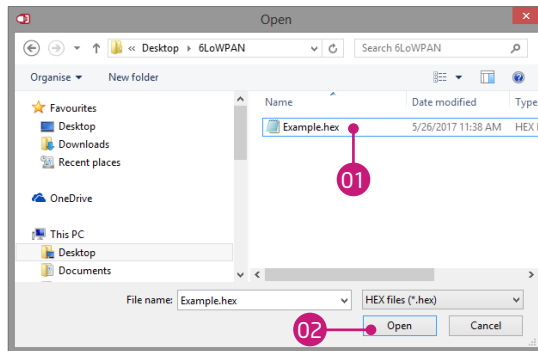 Open
« Desktop 6LoWPAN
Search 6LoWPAN
Organise New folder
Name Date modified Type
Favourites
Desktop
Downloads
Recent places
OneDrive
This PC
Desktop
Documents
Example.hex 5/26/2017 11:38 AM HEX
01
File name: Example.hex HEX files (*.hex)
02 Open Cancel